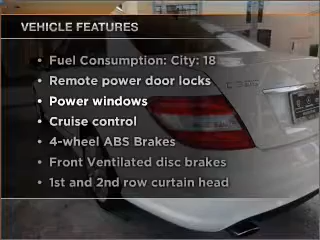 VEHICLE FEATURES
• Fuel Consumption: City: 18
• Remote power door locks
• Power windows
• Cruise control
• 4-wheel ABS Brakes
• Front Ventilated disc brakes
• 1st and 2nd row curtain head